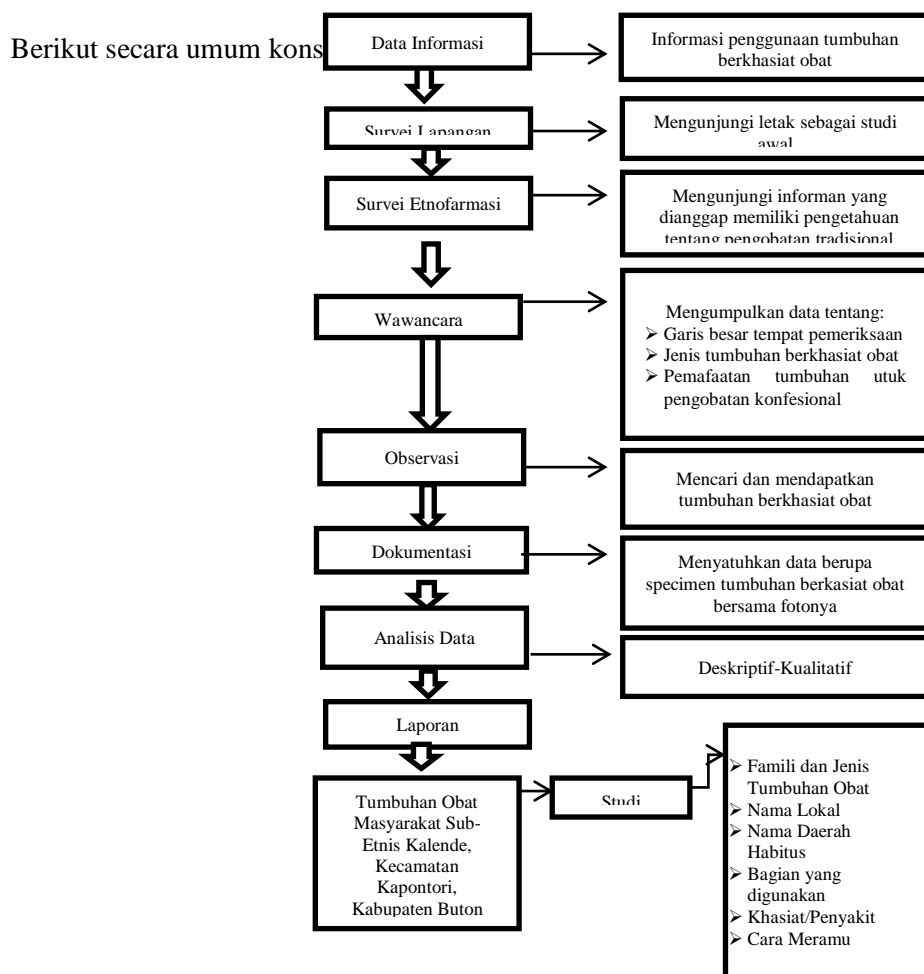 Berikut secara umum kons
Data Informasi
Informasi penggunaan tumbuhan
berkhasiat obat
Survei Lapangan
Mengunjungi letak sebagai studi
awal
Survei Etnofarmasi
Mengunjungi informan yang
dianggap memiliki pengetahuan
tentang pengobatan tradisional
Wawancara
Mengumpulkan data tentang:
➢ Garis besar tempat pemeriksaan
➢ Jenis tumbuhan berkhasiat obat
➢ Pemafaatan tumbuhan utuk
pengobatan konfesional
Observasi
Mencari dan mendapatkan
tumbuhan berkhasiat obat
Dokumentasi
Menyatuhkan data berupa
specimen tumbuhan berkasiat obat
bersama fotonya
Analisis Data
Deskriptif-Kualitatif
Laporan
Tumbuhan Obat
Masyarakat Sub-
Etnis Kalende,
Kecamatan
Kapontori,
Kabupaten Buton
Studi
➢ Famili dan Jenis
Tumbuhan Obat
➢ Nama Lokal
➢ Nama Daerah
Habitus
➢ Bagian yang
digunakan
➢ Khasiat/Penyakit
➢ Cara Meramu